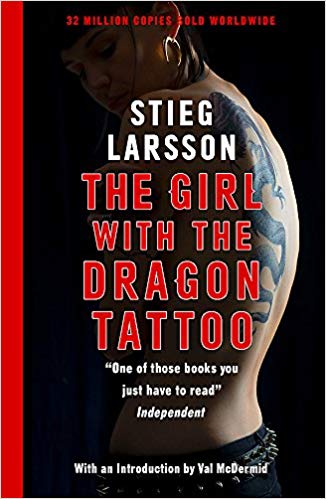 32 MILLION COPIES SOLD WORLDWIDE
STIEG
LARSSON
THE GIRL
WITH THE
DRAGON
TATTOO
“One of those books you
just have to read”
Independent
With an Introduction by Val McDermid